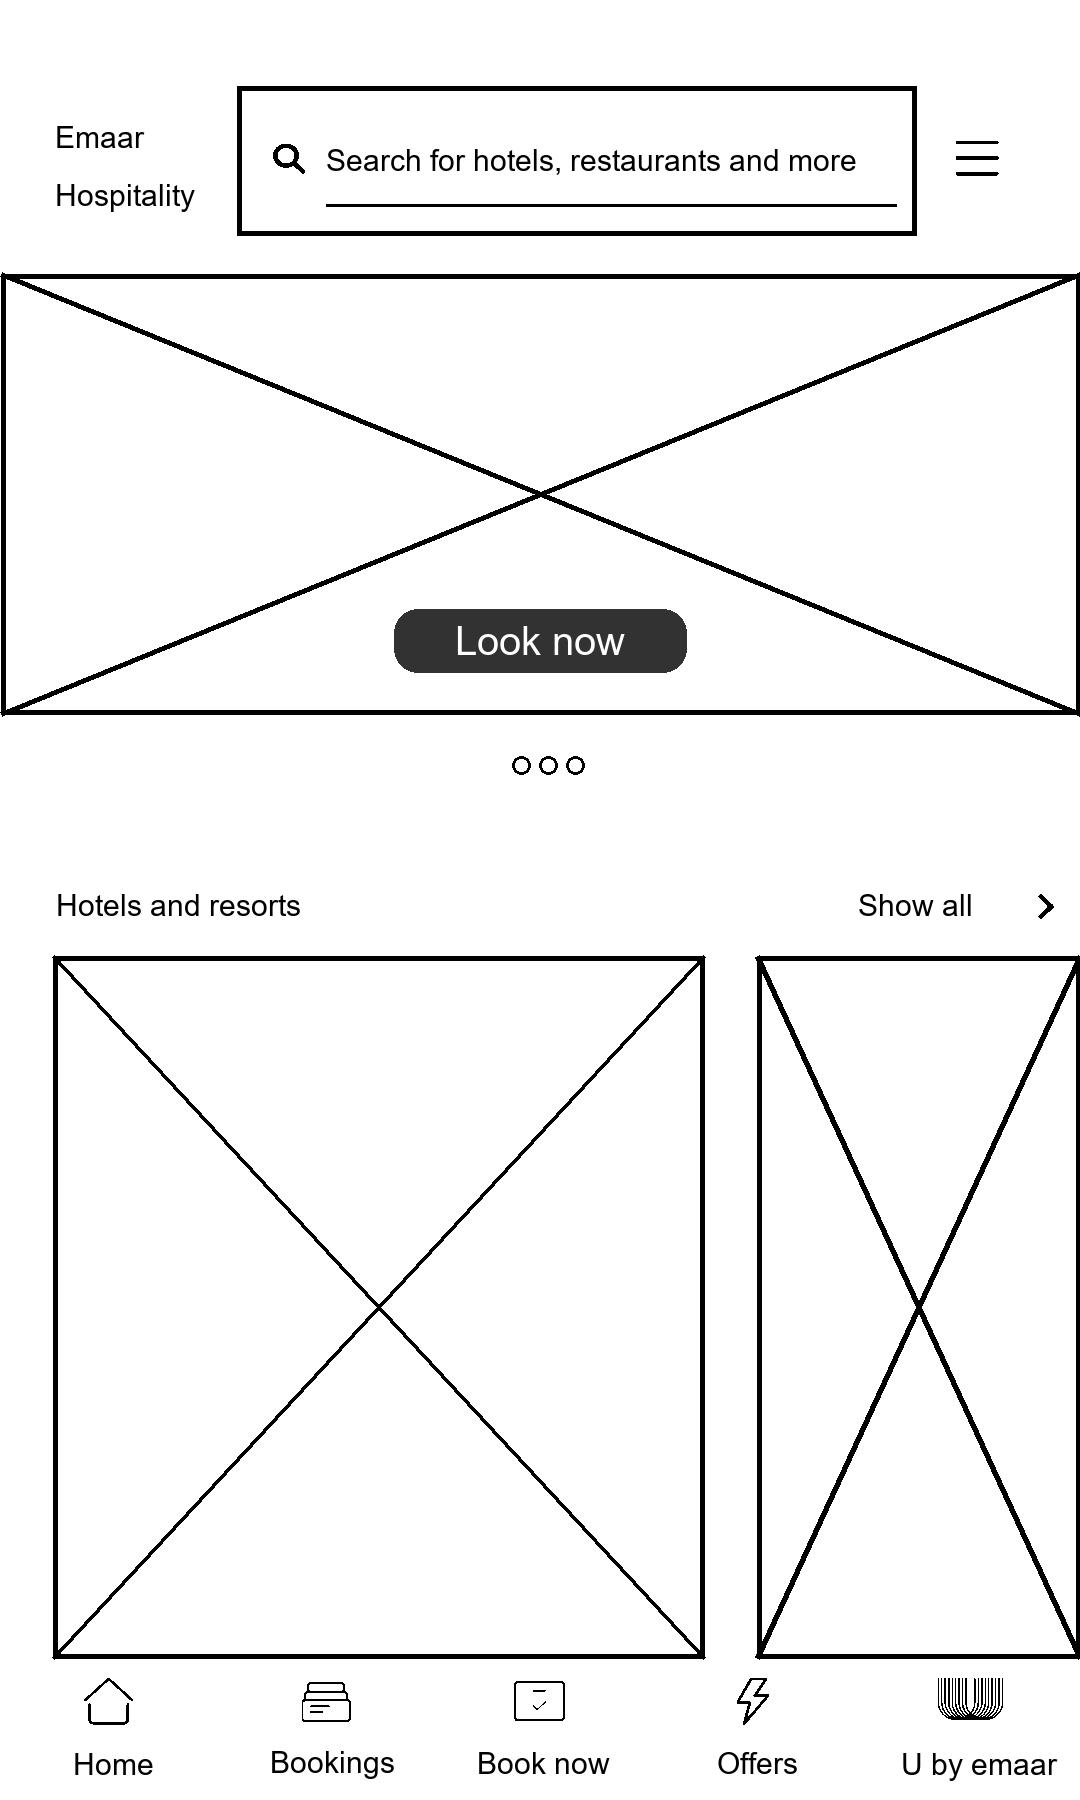 Emaar
Hospitality
Search for hotels, restaurants and more
Look now
Hotels and resorts
Show all
Home
Bookings
Book now
Offers
U by emaar